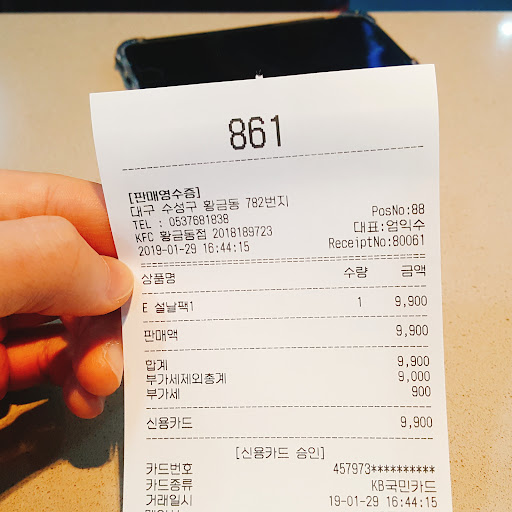 861
[판매영수증]
대구 수성구 황금동 782번지
TEL : 0537681838 PosNo:88
KFC 황금동점 2018189723 대표:엄익수
2019-01-29 16:44:15 ReceiptNo:80061
상품명 수량 금액
E 설날팩1 1 9,900
판매액 9,900
합계 9,900
부가세제외총계 9,000
부가세 900
신용카드 9,900
[신용카드 승인]
카드번호 457973**********
카드종류 KB국민카드
거래일시 19-01-29 16:44:15